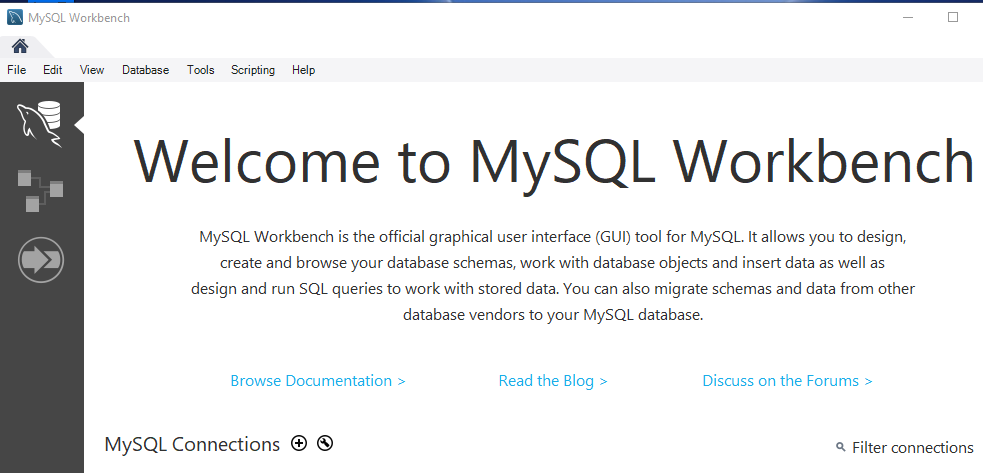 MySQL Workbench
File Edit View Database Tools Scripting Help
Welcome to MySQL Workbench
MySQL Workbench is the official graphical user interface (GUI) tool for MySQL. It allows you to design,
create and browse your database schemas, work with database objects and insert data as well as
design and run SQL queries to work with stored data. You can also migrate schemas and data from other
database vendors to your MySQL database.
Browse Documentation > Read the Blog > Discuss on the Forums >
MySQL Connections Filter connections